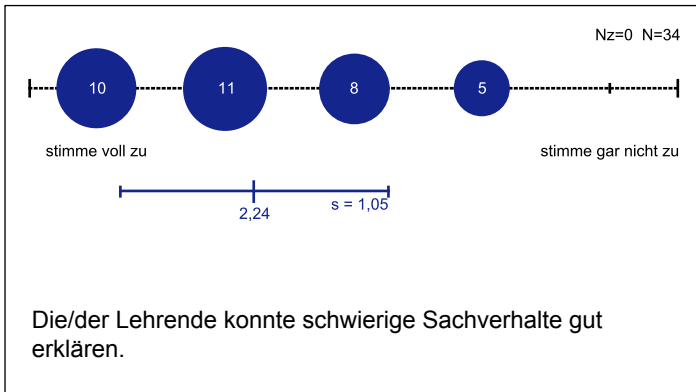 Nz=0 N=34
10 11 8 5
stimme voll zu stimme gar nicht zu
s = 1,05
2,24
Die/der Lehrende konnte schwierige Sachverhalte gut
erklären.